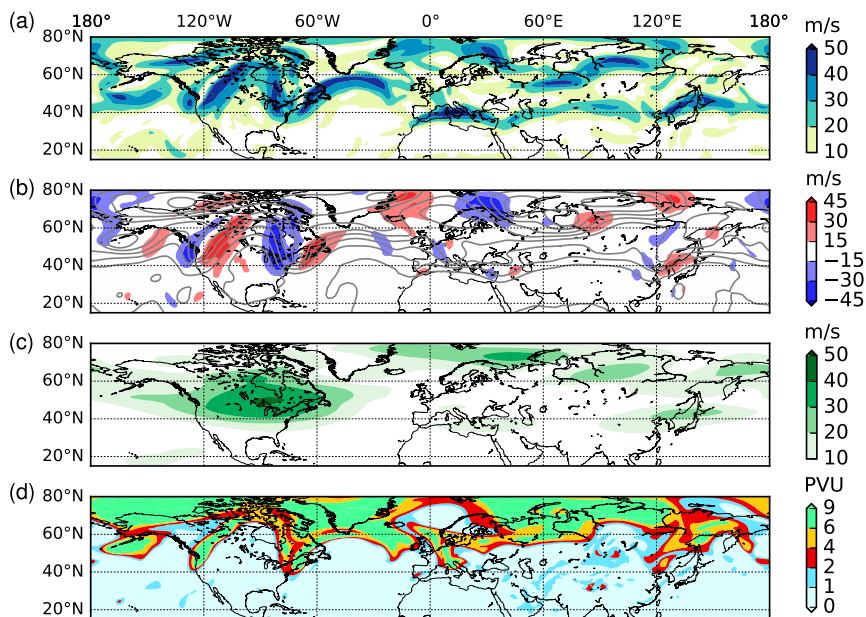 180° 120°W 60°W 0° 60°E 120°E 180°
(a) 80°N 60°N 40°N 20°N m/s 50 40 30 20 10
(b) 80°N 60°N 40°N 20°N m/s 45 30 15 −15 −30 −45
(c) 80°N 60°N 40°N 20°N m/s 50 40 30 20 10
(d) 80°N 60°N 40°N 20°N PVU 9 6 4 2 1 0